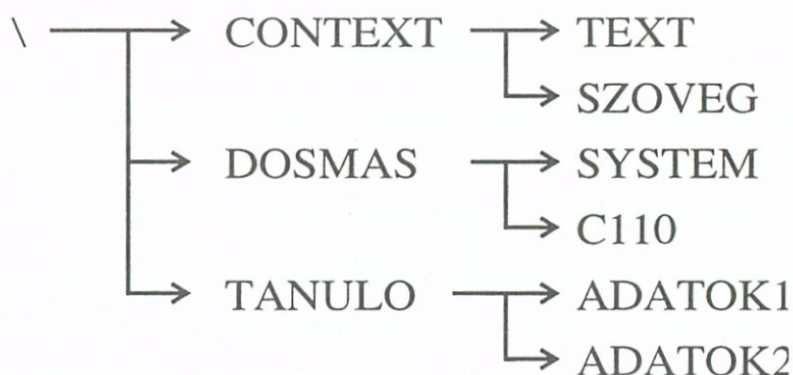 \ CONTEXT TEXT
SZOVEG
DOSMAS SYSTEM
C110
TANULO ADATOK1
ADATOK2